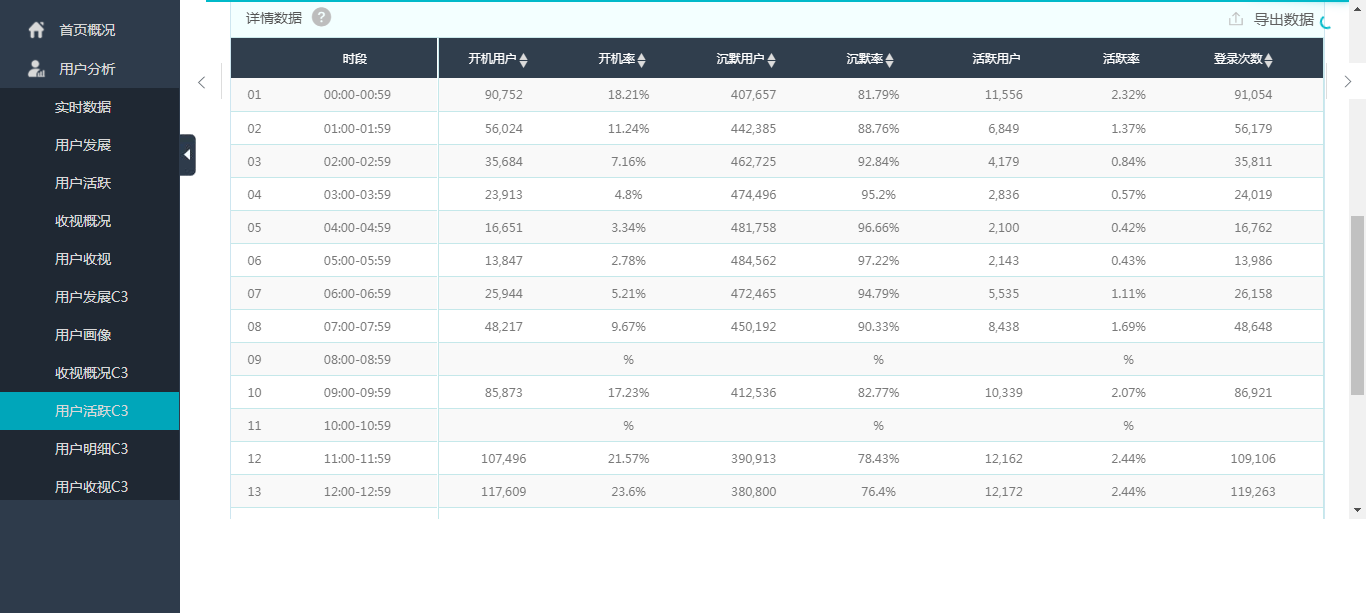 首页概况
用户分析
实时数据
用户发展
用户活跃
收视概况
用户收视
用户发展C3
用户画像
收视概况C3
用户活跃C3
用户明细C3
用户收视C3
详情数据 ?
导出数据
时段 开机用户 开机率 沉默用户 沉默率 活跃用户 活跃率 登录次数
01 00:00-00:59 90,752 18.21% 407,657 81.79% 11,556 2.32% 91,054
02 01:00-01:59 56,024 11.24% 442,385 88.76% 6,849 1.37% 56,179
03 02:00-02:59 35,684 7.16% 462,725 92.84% 4,179 0.84% 35,811
04 03:00-03:59 23,913 4.8% 474,496 95.2% 2,836 0.57% 24,019
05 04:00-04:59 16,651 3.34% 481,758 96.66% 2,100 0.42% 16,762
06 05:00-05:59 13,847 2.78% 484,562 97.22% 2,143 0.43% 13,986
07 06:00-06:59 25,944 5.21% 472,465 94.79% 5,535 1.11% 26,158
08 07:00-07:59 48,217 9.67% 450,192 90.33% 8,438 1.69% 48,648
09 08:00-08:59 % % %
10 09:00-09:59 85,873 17.23% 412,536 82.77% 10,339 2.07% 86,921
11 10:00-10:59 % % %
12 11:00-11:59 107,496 21.57% 390,913 78.43% 12,162 2.44% 109,106
13 12:00-12:59 117,609 23.6% 380,800 76.4% 12,172 2.44% 119,263